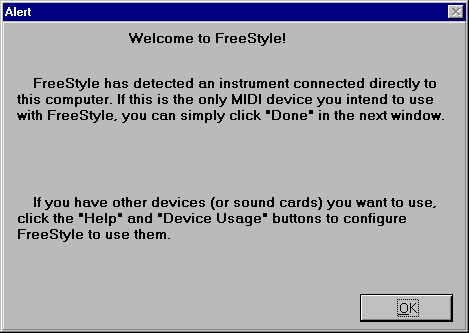 Alert
Welcome to FreeStyle!
FreeStyle has detected an instrument connected directly to
this computer. If this is the only MIDI device you intend to use
with FreeStyle, you can simply click "Done" in the next window.
If you have other devices (or sound cards) you want to use,
click the "Help" and "Device Usage" buttons to configure
FreeStyle to use them.
OK